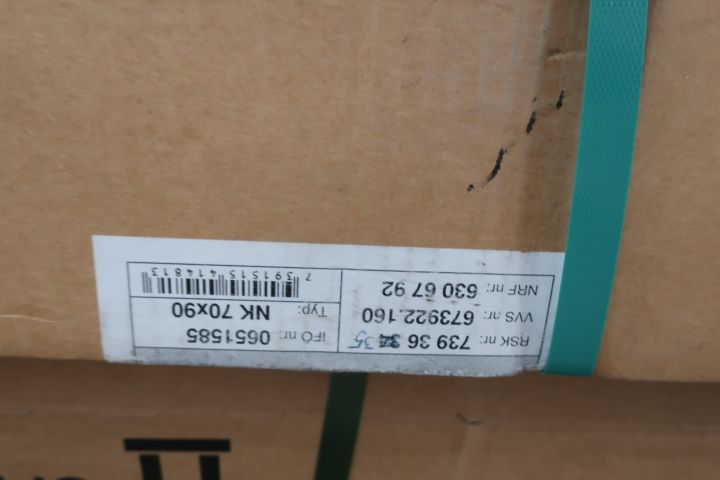 RSK nr: 739 36 34 35
VVS nr: 673922.160
NRF nr: 630 67 92
IFÖ nr: 0651585
Typ: NK 70x90
7 391515 414813